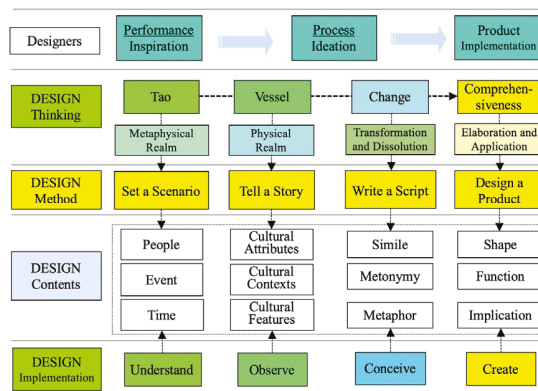 Designers
Performance
Inspiration
Process
Ideation
Product
Implementation
DESIGN
Thinking
Tao
Vessel
Change
Comprehen-
siveness
Metaphysical
Realm
Physical
Realm
Transformation
and Dissolution
Elaboration and
Application
DESIGN
Method
Set a Scenario
Tell a Story
Write a Script
Design a
Product
DESIGN
Contents
People
Cultural
Attributes
Simile
Shape
Event
Cultural
Contexts
Metonymy
Function
Time
Cultural
Features
Metaphor
Implication
DESIGN
Implementation
Understand
Observe
Conceive
Create